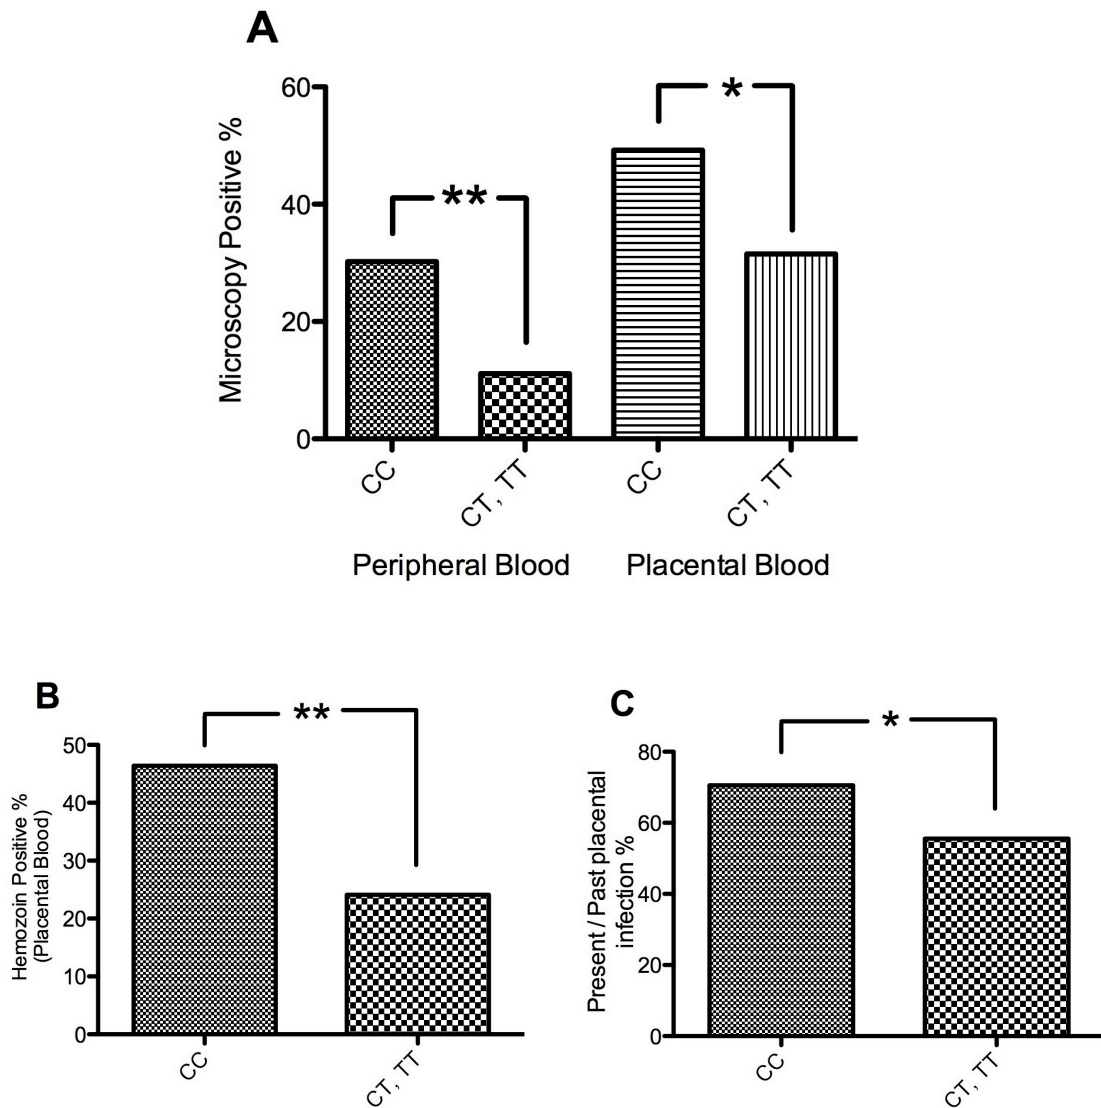 A
Microscopy Positive %
60
40
20
0
**
*
CC
CT, TT
CC
CT, TT
Peripheral Blood
Placental Blood
B
Hemozoin Positive %
(Placental Blood)
50
40
30
20
10
0
**
CC
CT, TT
C
Present / Past placental
infection %
80
60
40
20
0
*
CC
CT, TT